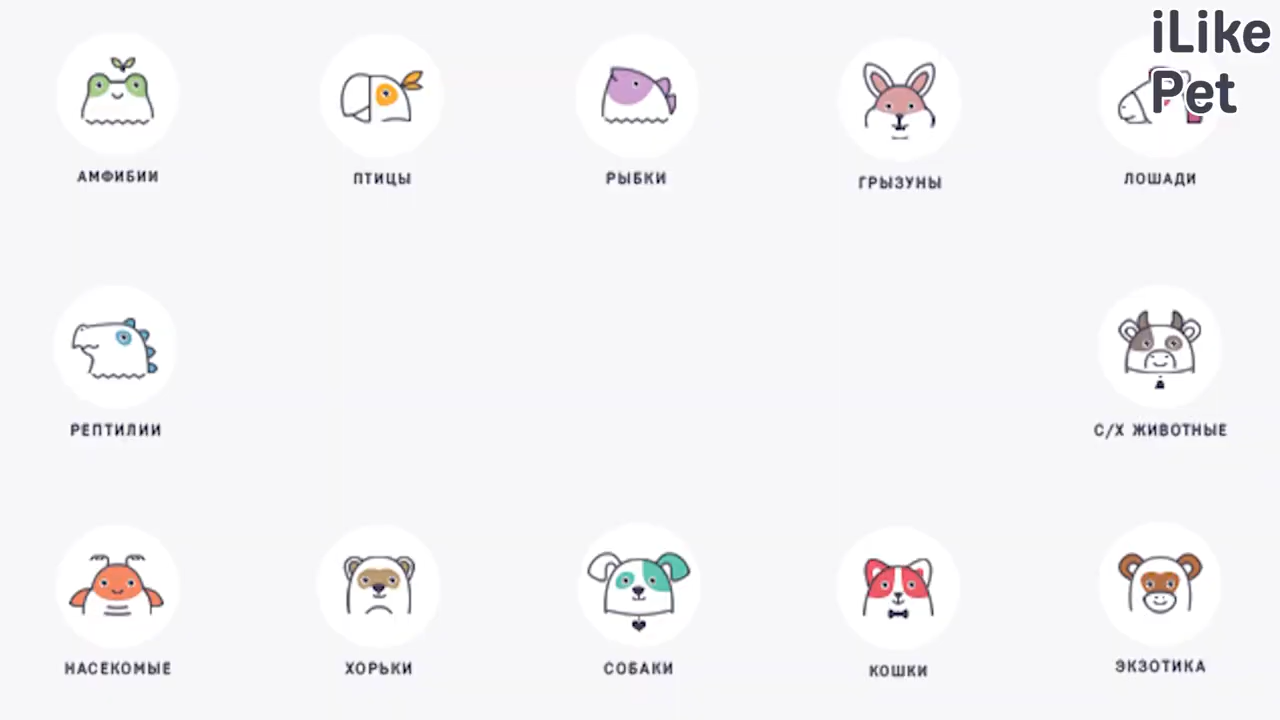 iLike
Pet
АМФИБИИ
ПТИЦЫ
РЫБКИ
ГРЫЗУНЫ
ЛОШАДИ
РЕПТИЛИИ
С/Х ЖИВОТНЫЕ
НАСЕКОМЫЕ
ХОРЬКИ
СОБАКИ
КОШКИ
ЭКЗОТИКА